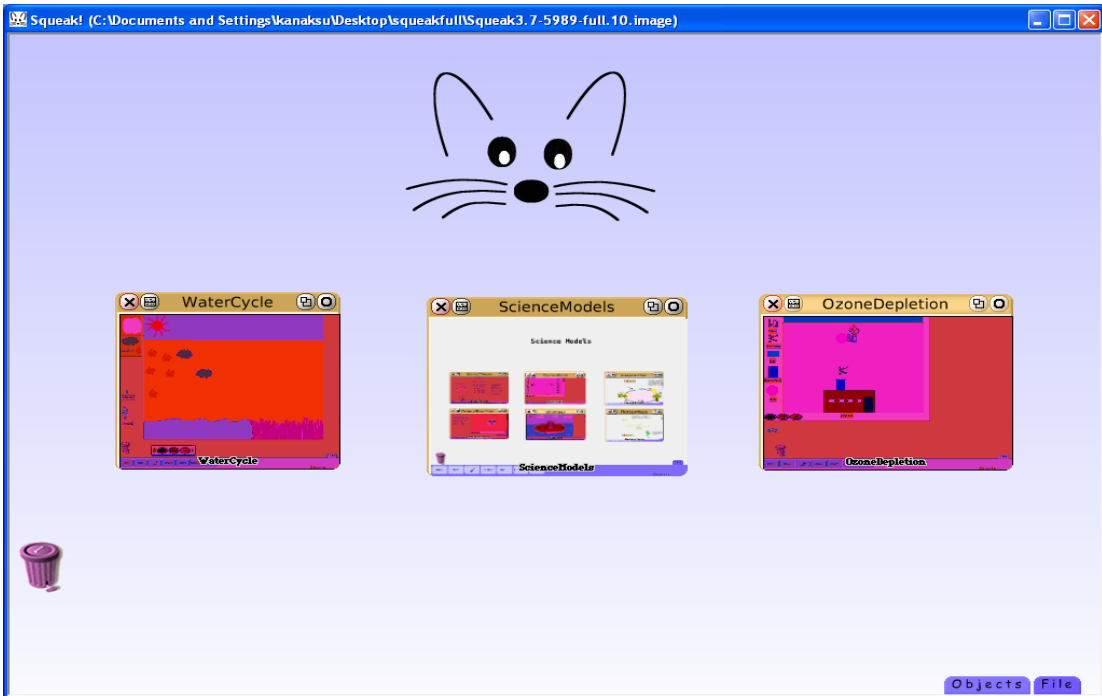 Squeak! (C:\Documents and Settings\kanaksu\Desktop\squeakfull\Squeak3.7-5989-full.10.image)
WaterCycle
ScienceModels
OzoneDepletion
Science Models
WaterCycle
ScienceModels
OzoneDepletion
Objects
File